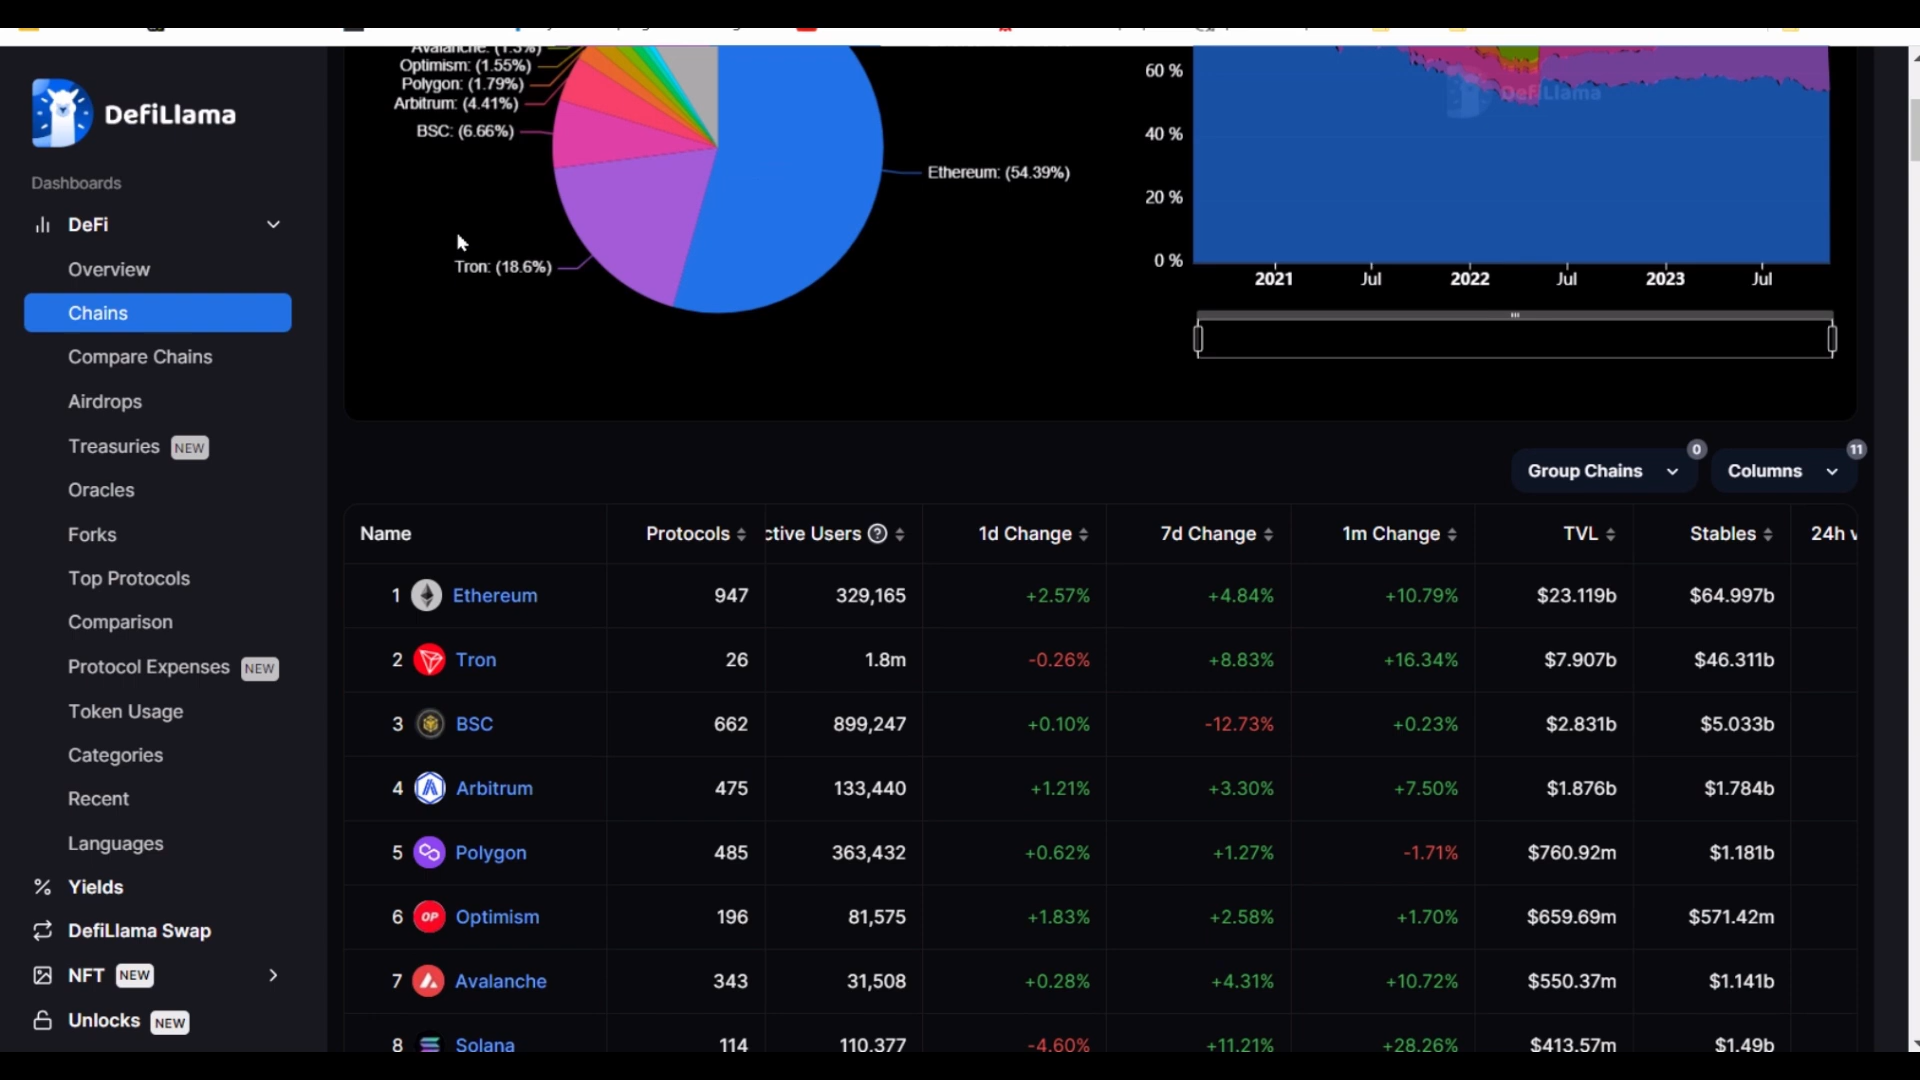 DefiLlama
Dashboards
DeFi
Overview
Chains
Compare Chains
Airdrops
Treasuries NEW
Oracles
Forks
Top Protocols
Comparison
Protocol Expenses NEW
Token Usage
Categories
Recent
Languages
Yields
DefiLlama Swap
NFT NEW
Unlocks NEW
Avalanche: (1.3%)
Optimism: (1.55%)
Polygon: (1.79%)
Arbitrum: (4.41%)
BSC: (6.66%)
Ethereum: (54.39%)
Tron: (18.6%)
60 %
40 %
20 %
0 %
DefiLlama
2021 Jul 2022 Jul 2023 Jul
Group Chains 0
Columns 11
Name Protocols ctive Users ? 1d Change 7d Change 1m Change TVL Stables 24h v
1 Ethereum 947 329,165 +2.57% +4.84% +10.79% $23.119b $64.997b
2 Tron 26 1.8m -0.26% +8.83% +16.34% $7.907b $46.311b
3 BSC 662 899,247 +0.10% -12.73% +0.23% $2.831b $5.033b
4 Arbitrum 475 133,440 +1.21% +3.30% +7.50% $1.876b $1.784b
5 Polygon 485 363,432 +0.62% +1.27% -1.71% $760.92m $1.181b
6 OP Optimism 196 81,575 +1.83% +2.58% +1.70% $659.69m $571.42m
7 Avalanche 343 31,508 +0.28% +4.31% +10.72% $550.37m $1.141b
8 Solana 114 110,377 -4.60% +11.21% +28.26% $413.57m $1.49b